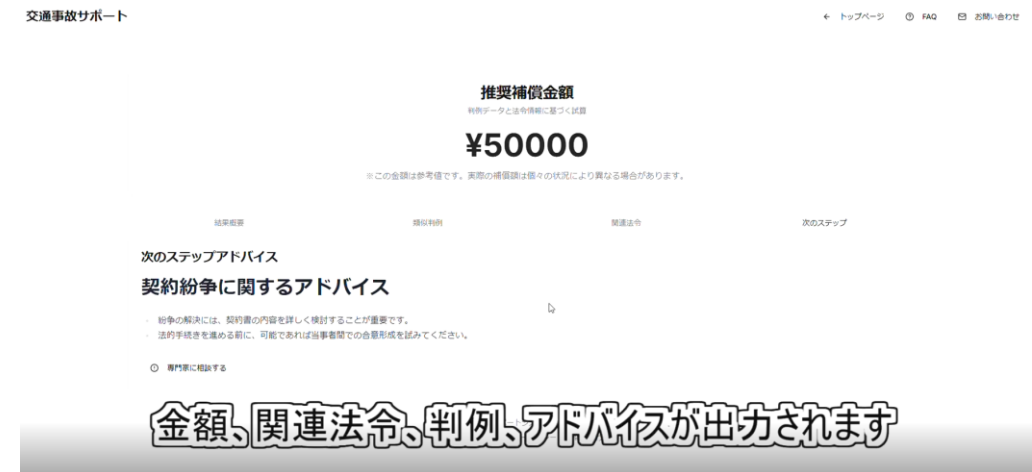 交通事故サポート
← トップページ
FAQ
お問い合わせ
推奨補償金額
判例データと法令情報に基づく試算
¥50000
※この金額は参考値です。実際の補償額は個々の状況により異なる場合があります。
結果概要
類似判例
関連法令
次のステップ
次のステップアドバイス
契約紛争に関するアドバイス
· 紛争の解決には、契約書の内容を詳しく検討することが重要です。
· 法的手続きを進める前に、可能であれば当事者間での合意形成を試みてください。
専門家に相談する
金額、関連法令、判例、アドバイスが出力されます